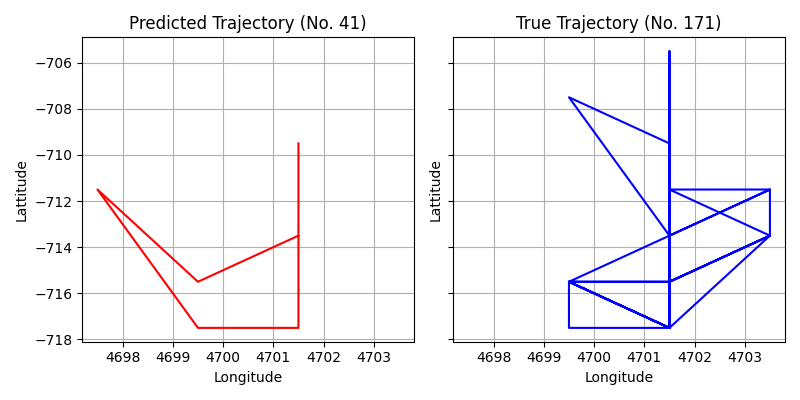 Predicted Trajectory (No. 41)
True Trajectory (No. 171)
−706
−708
−710
−712
−714
−716
−718
Lattitude
Lattitude
4698 4699 4700 4701 4702 4703
4698 4699 4700 4701 4702 4703
Longitude
Longitude